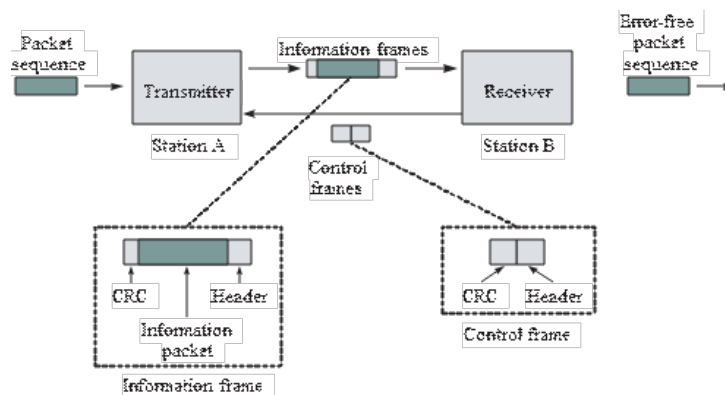 Packet
sequence
Information frames
Error-free
packet
sequence
Transmitter
Receiver
Station A
Station B
Control
frames
CRC
Header
Information
packet
Information frame
CRC
Header
Control frame